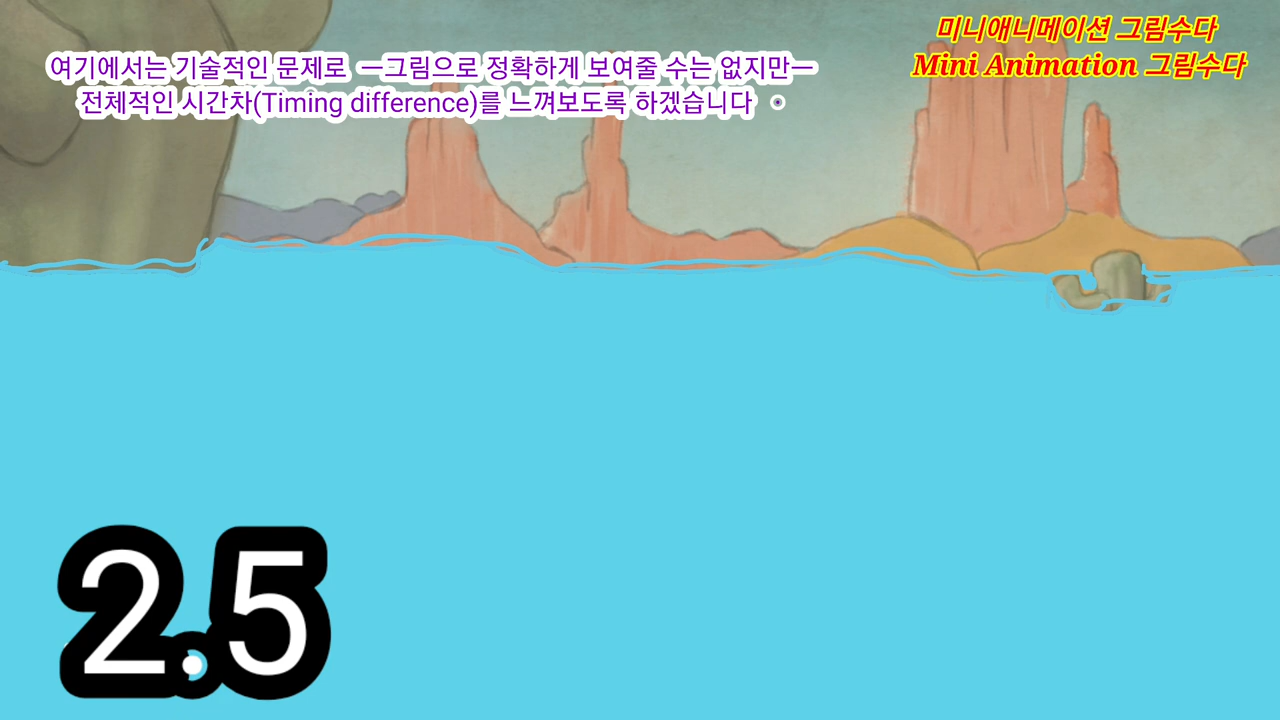 미니애니메이션 그림수다
Mini Animation 그림수다
여기에서는 기술적인 문제로 ㅡ그림으로 정확하게 보여줄 수는 없지만ㅡ
전체적인 시간차(Timing difference)를 느껴보도록 하겠습니다 。
2.5